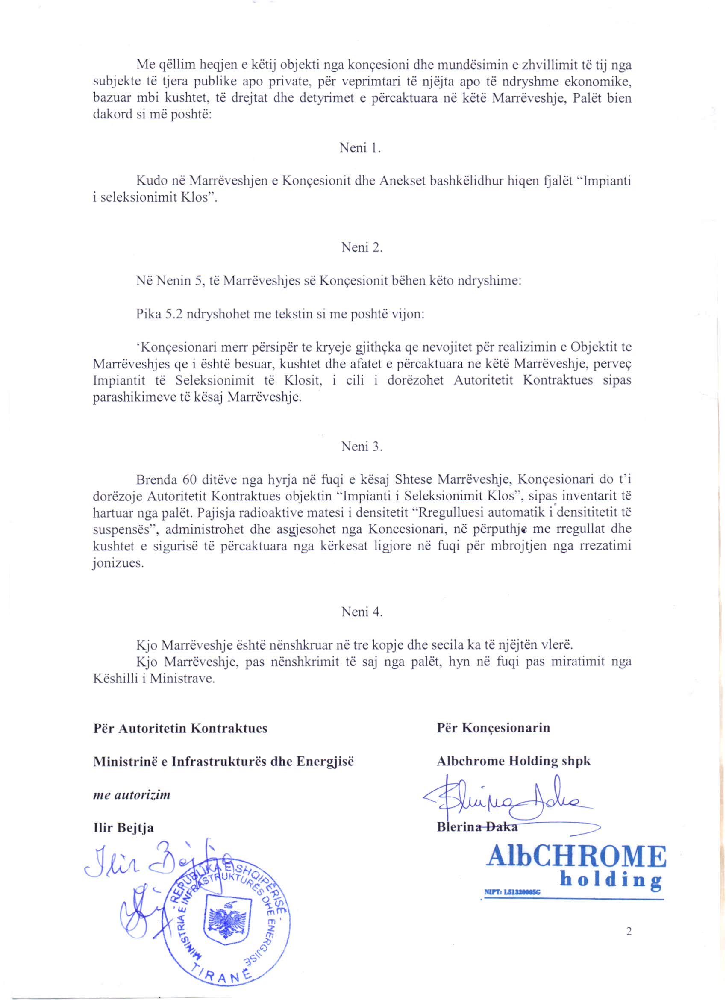 Me qëllim heqjen e këtij objekti nga konçesioni dhe mundësimin e zhvillimit të tij nga
subjekte të tjera publike apo private, për veprimtari të njëjta apo të ndryshme ekonomike,
bazuar mbi kushtet, të drejtat dhe detyrimet e përcaktuara në këtë Marrëveshje, Palët bien
dakord si më poshtë:
Neni 1.
Kudo në Marrëveshjen e Konçesionit dhe Anekset bashkëlidhur hiqen fjalët “Impianti
i seleksionimit Klos”.
Neni 2.
Në Nenin 5, të Marrëveshjes së Konçesionit bëhen këto ndryshime:
Pika 5.2 ndryshohet me tekstin si me poshtë vijon:
‘Konçesionari merr përsipër te kryeje gjithçka qe nevojitet për realizimin e Objektit te
Marrëveshjes qe i është besuar, kushtet dhe afatet e përcaktuara ne këtë Marrëveshje, perveç
Impiantit të Seleksionimit të Klosit, i cili i dorëzohet Autoritetit Kontraktues sipas
parashikimeve të kësaj Marrëveshje.
Neni 3.
Brenda 60 ditëve nga hyrja në fuqi e kësaj Shtese Marrëveshje, Konçesionari do t’i
dorëzoje Autoritetit Kontraktues objektin “Impianti i Seleksionimit Klos”, sipas inventarit të
hartuar nga palët. Pajisja radioaktive matesi i densitetit “Rregulluesi automatik i densititetit të
suspensës”, administrohet dhe asgjesohet nga Koncesionari, në përputhje me rregullat dhe
kushtet e sigurisë të përcaktuara nga kërkesat ligjore në fuqi për mbrojtjen nga rrezatimi
jonizues.
Neni 4.
Kjo Marrëveshje është nënshkruar në tre kopje dhe secila ka të njëjtën vlerë.
Kjo Marrëveshje, pas nënshkrimit të saj nga palët, hyn në fuqi pas miratimit nga
Këshilli i Ministrave.
Për Autoritetin Kontraktues
Për Konçesionarin
Ministrinë e Infrastrukturës dhe Energjisë
Albchrome Holding shpk
me autorizim
Blerina Daka
Ilir Bejtja
Blerina Daka
Ilir Bejtja
AlbCHROME
holding
NIPT: L51320005G
- REPUBLIKA E SHQIPËRISË -
MINISTRIA E INFRASTRUKTURËS DHE ENERGJISË
TIRANË
2